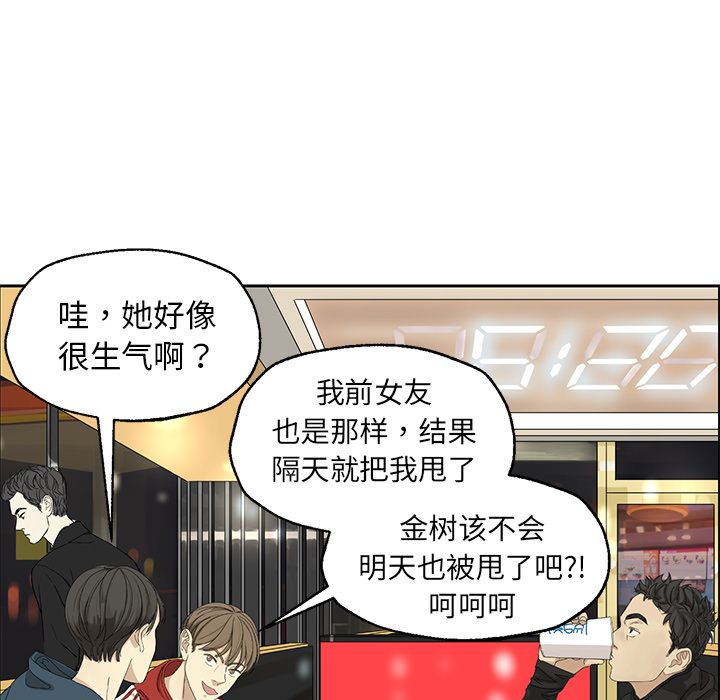 哇，她好像
很生气啊？
我前女友
也是那样，结果
隔天就把我甩了
金树该不会
明天也被甩了吧?!
呵呵呵